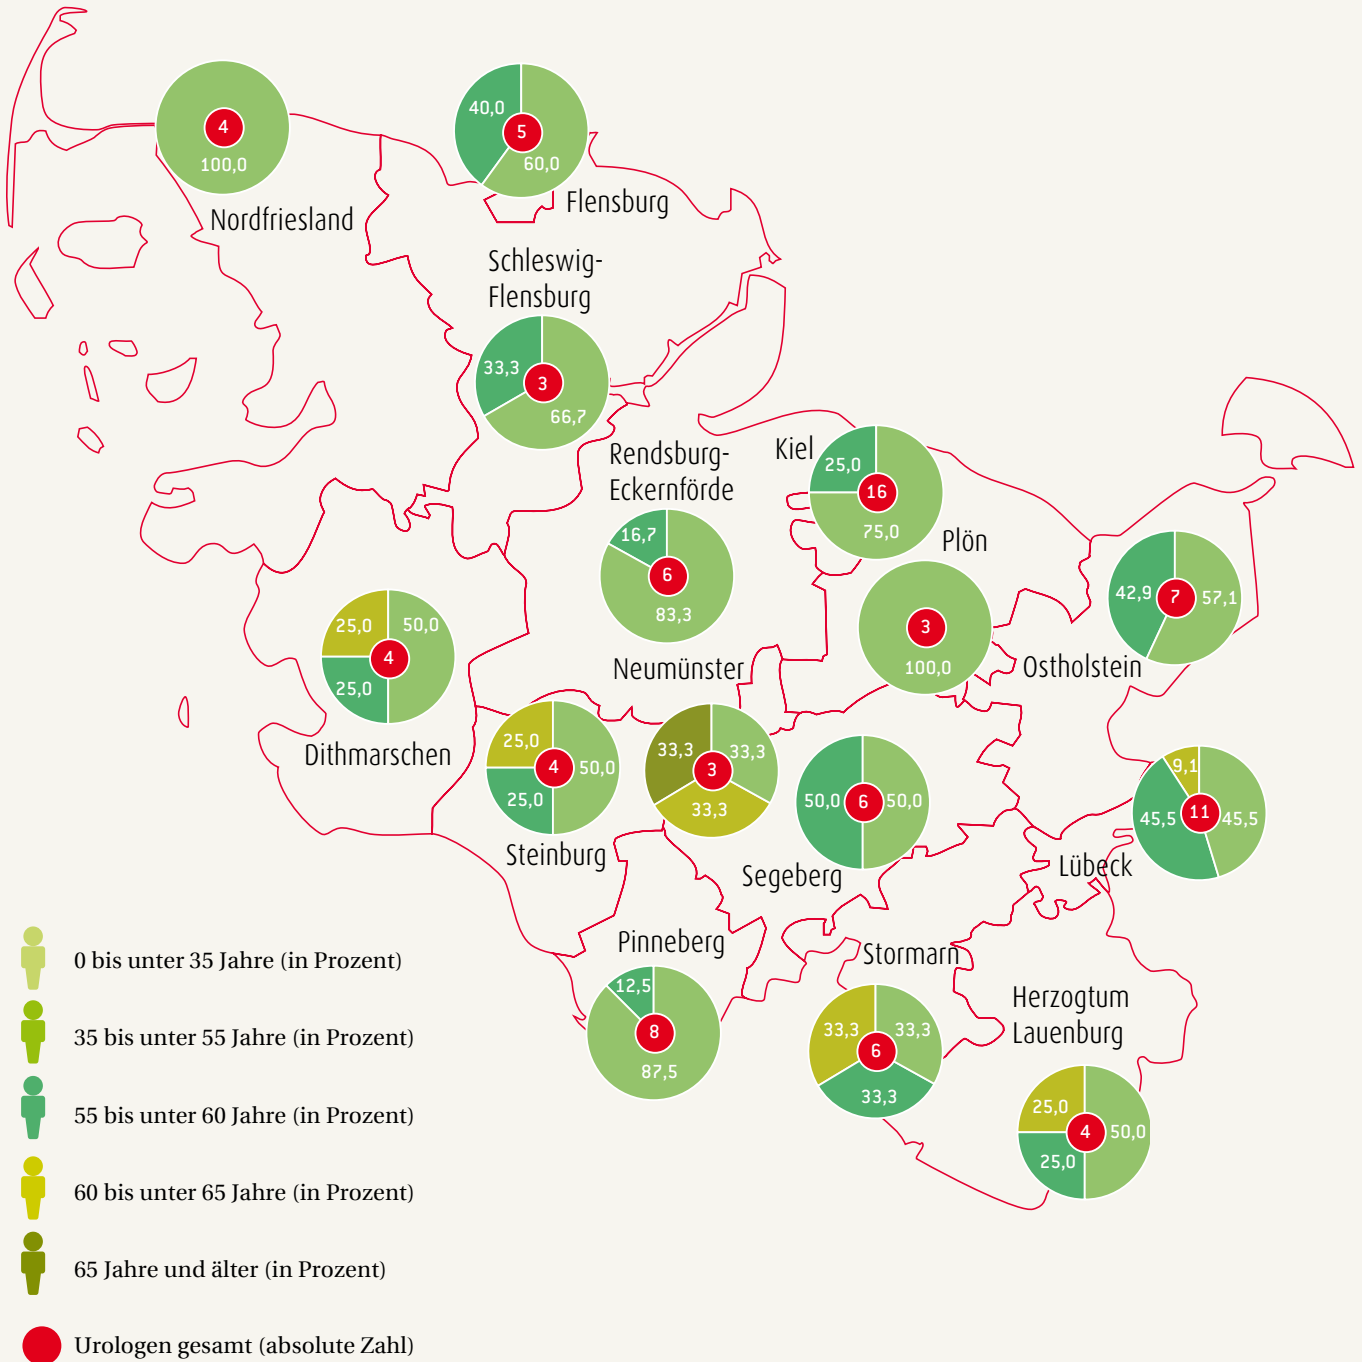 4
100,0
Nordfriesland
40,0
5
60,0
Flensburg
Schleswig-
Flensburg
33,3
3
66,7
Rendsburg-
Eckernförde
16,7
6
83,3
Kiel
25,0
16
75,0
Plön
3
100,0
42,9
7
57,1
Ostholstein
25,0
50,0
4
25,0
Dithmarschen
Neumünster
33,3
33,3
3
33,3
25,0
4
50,0
25,0
Steinburg
50,0
6
50,0
Segeberg
9,1
45,5
11
45,5
Lübeck
Pinneberg
12,5
8
87,5
Stormarn
33,3
33,3
6
33,3
Herzogtum
Lauenburg
25,0
4
50,0
25,0
0 bis unter 35 Jahre (in Prozent)
35 bis unter 55 Jahre (in Prozent)
55 bis unter 60 Jahre (in Prozent)
60 bis unter 65 Jahre (in Prozent)
65 Jahre und älter (in Prozent)
Urologen gesamt (absolute Zahl)